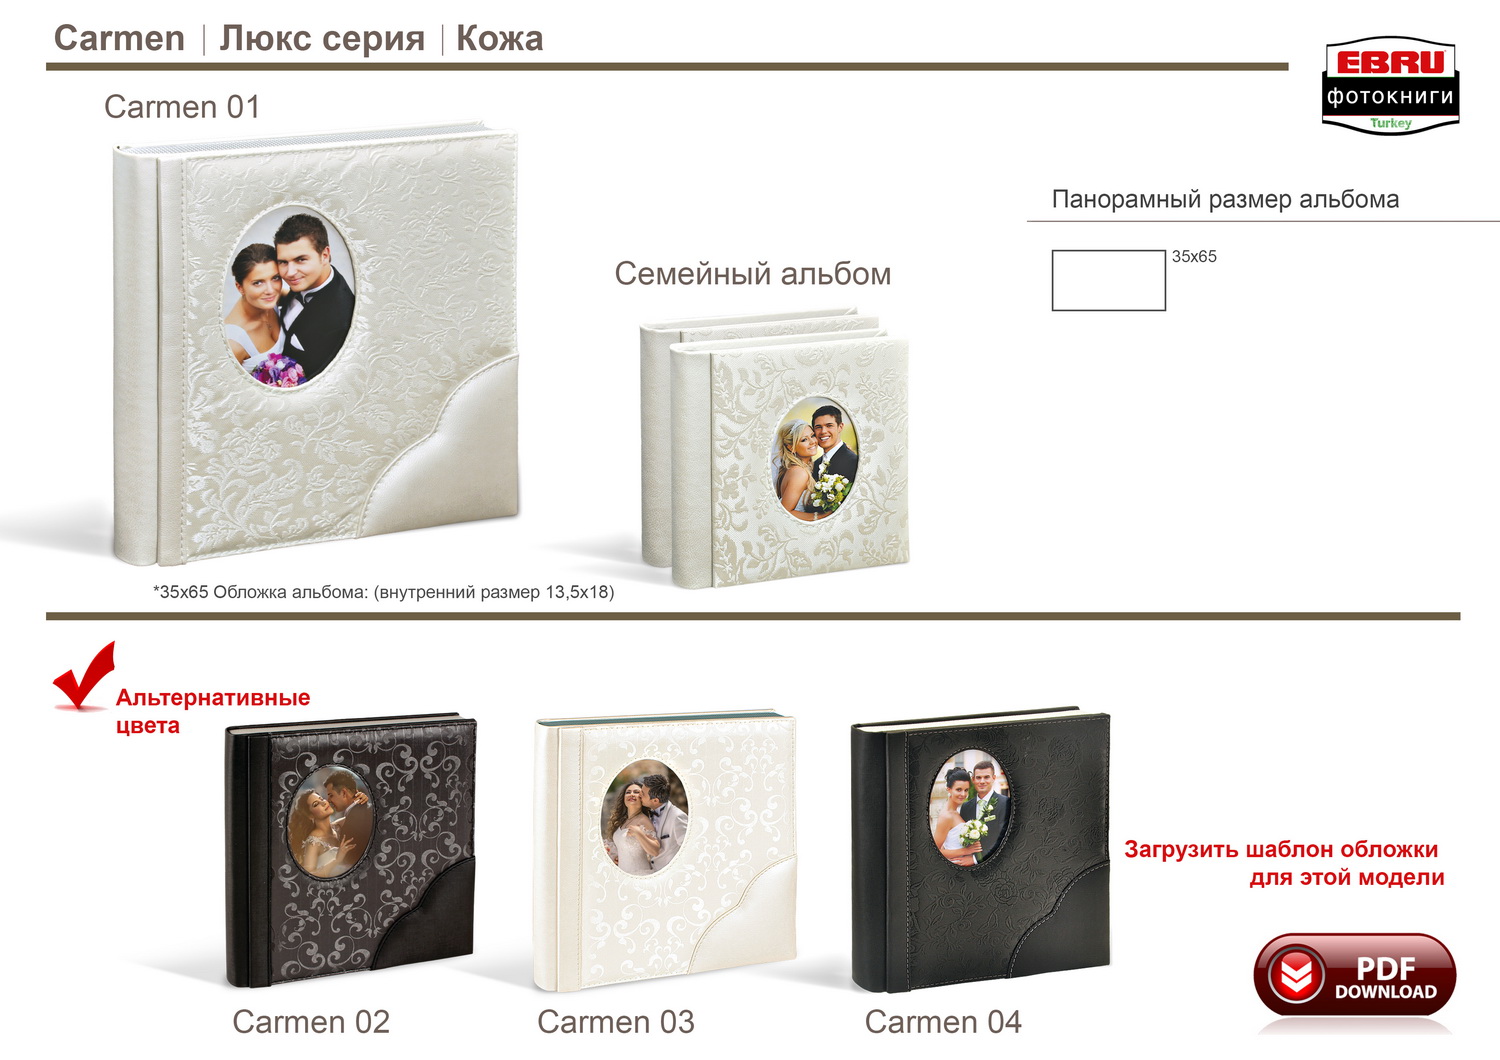 Carmen | Люкс серия | Кожа
EBRU
фотокниги
Turkey
Carmen 01
Панорамный размер альбома
35x65
Семейный альбом
*35x65 Обложка альбома: (внутренний размер 13,5x18)
Альтернативные
цвета
Загрузить шаблон обложки
для этой модели
PDF
DOWNLOAD
Carmen 02
Carmen 03
Carmen 04